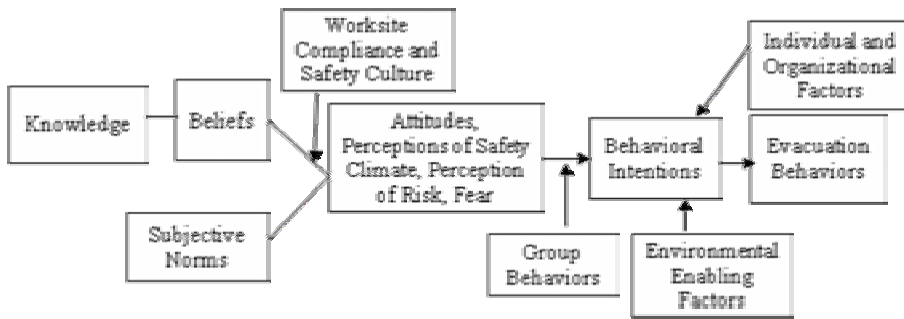 Worksite
Compliance and
Safety Culture
Individual and
Organizational
Factors
Knowledge
Beliefs
Attitudes,
Perceptions of Safety
Climate, Perception
of Risk, Fear
Behavioral
Intentions
Evacuation
Behaviors
Subjective
Norms
Group
Behaviors
Environmental
Enabling
Factors